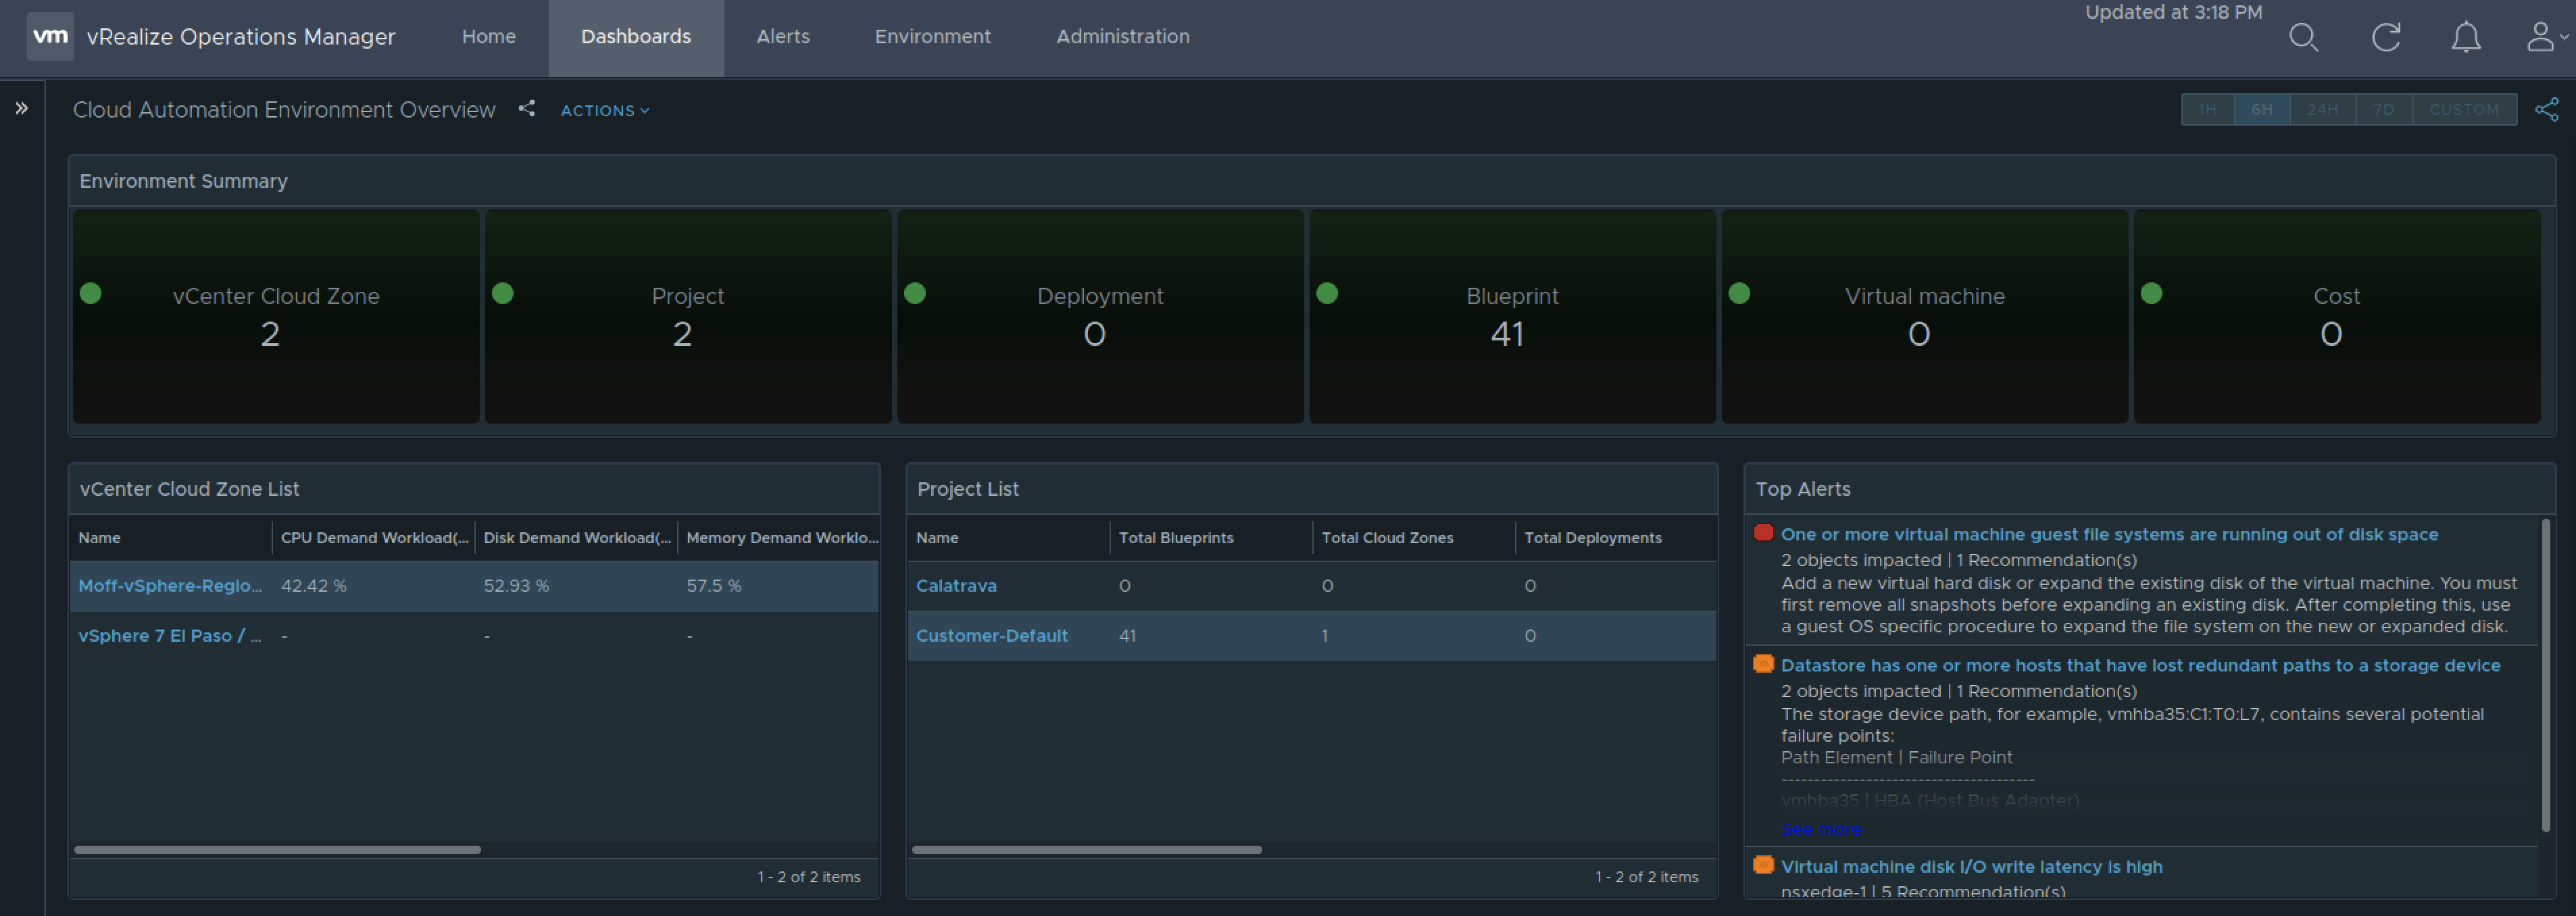 vm vRealize Operations Manager Home Dashboards Alerts Environment Administration Updated at 3:18 PM
Cloud Automation Environment Overview ACTIONS 1H 6H 24H 7D CUSTOM
Environment Summary
vCenter Cloud Zone
2
Project
2
Deployment
0
Blueprint
41
Virtual machine
0
Cost
0
vCenter Cloud Zone List
Name CPU Demand Workload(... Disk Demand Workload(... Memory Demand Worklo...
Moff-vSphere-Regio... 42.42 % 52.93 % 57.5 %
vSphere 7 El Paso / ... - - -
1 - 2 of 2 items
Project List
Name Total Blueprints Total Cloud Zones Total Deployments
Calatrava 0 0 0
Customer-Default 41 1 0
1 - 2 of 2 items
Top Alerts
One or more virtual machine guest file systems are running out of disk space
2 objects impacted | 1 Recommendation(s)
Add a new virtual hard disk or expand the existing disk of the virtual machine. You must
first remove all snapshots before expanding an existing disk. After completing this, use
a guest OS specific procedure to expand the file system on the new or expanded disk.
Datastore has one or more hosts that have lost redundant paths to a storage device
2 objects impacted | 1 Recommendation(s)
The storage device path, for example, vmhba35:C1:T0:L7, contains several potential
failure points:
Path Element | Failure Point
---------------------------------------
vmhba35 | HBA (Host Bus Adapter)
See more
Virtual machine disk I/O write latency is high
nsxedge-1 | 5 Recommendation(s)